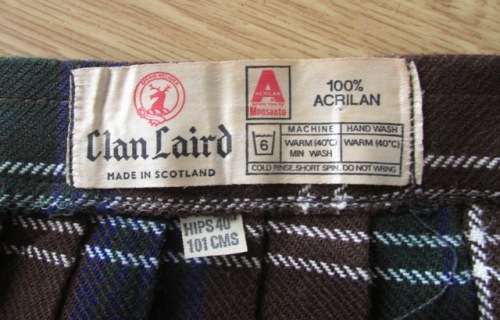 Clan Laird
MADE IN SCOTLAND
A
ACRILAN
Monsanto
100%
ACRILAN
MACHINE
HAND WASH
6
WARM (40°C)
MIN WASH
WARM (40°C)
COLD RINSE. SHORT SPIN. DO NOT WRING
HIPS 40"
101 CMS